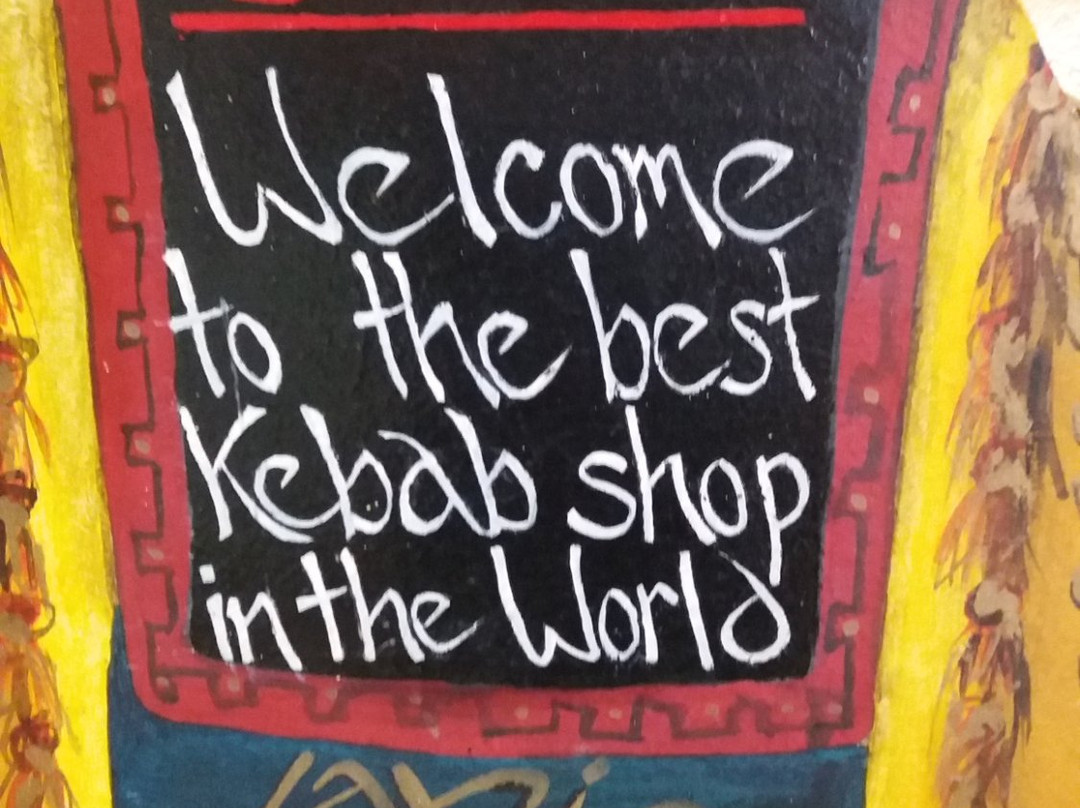 Welcome
to the best
Kebab shop
in the World